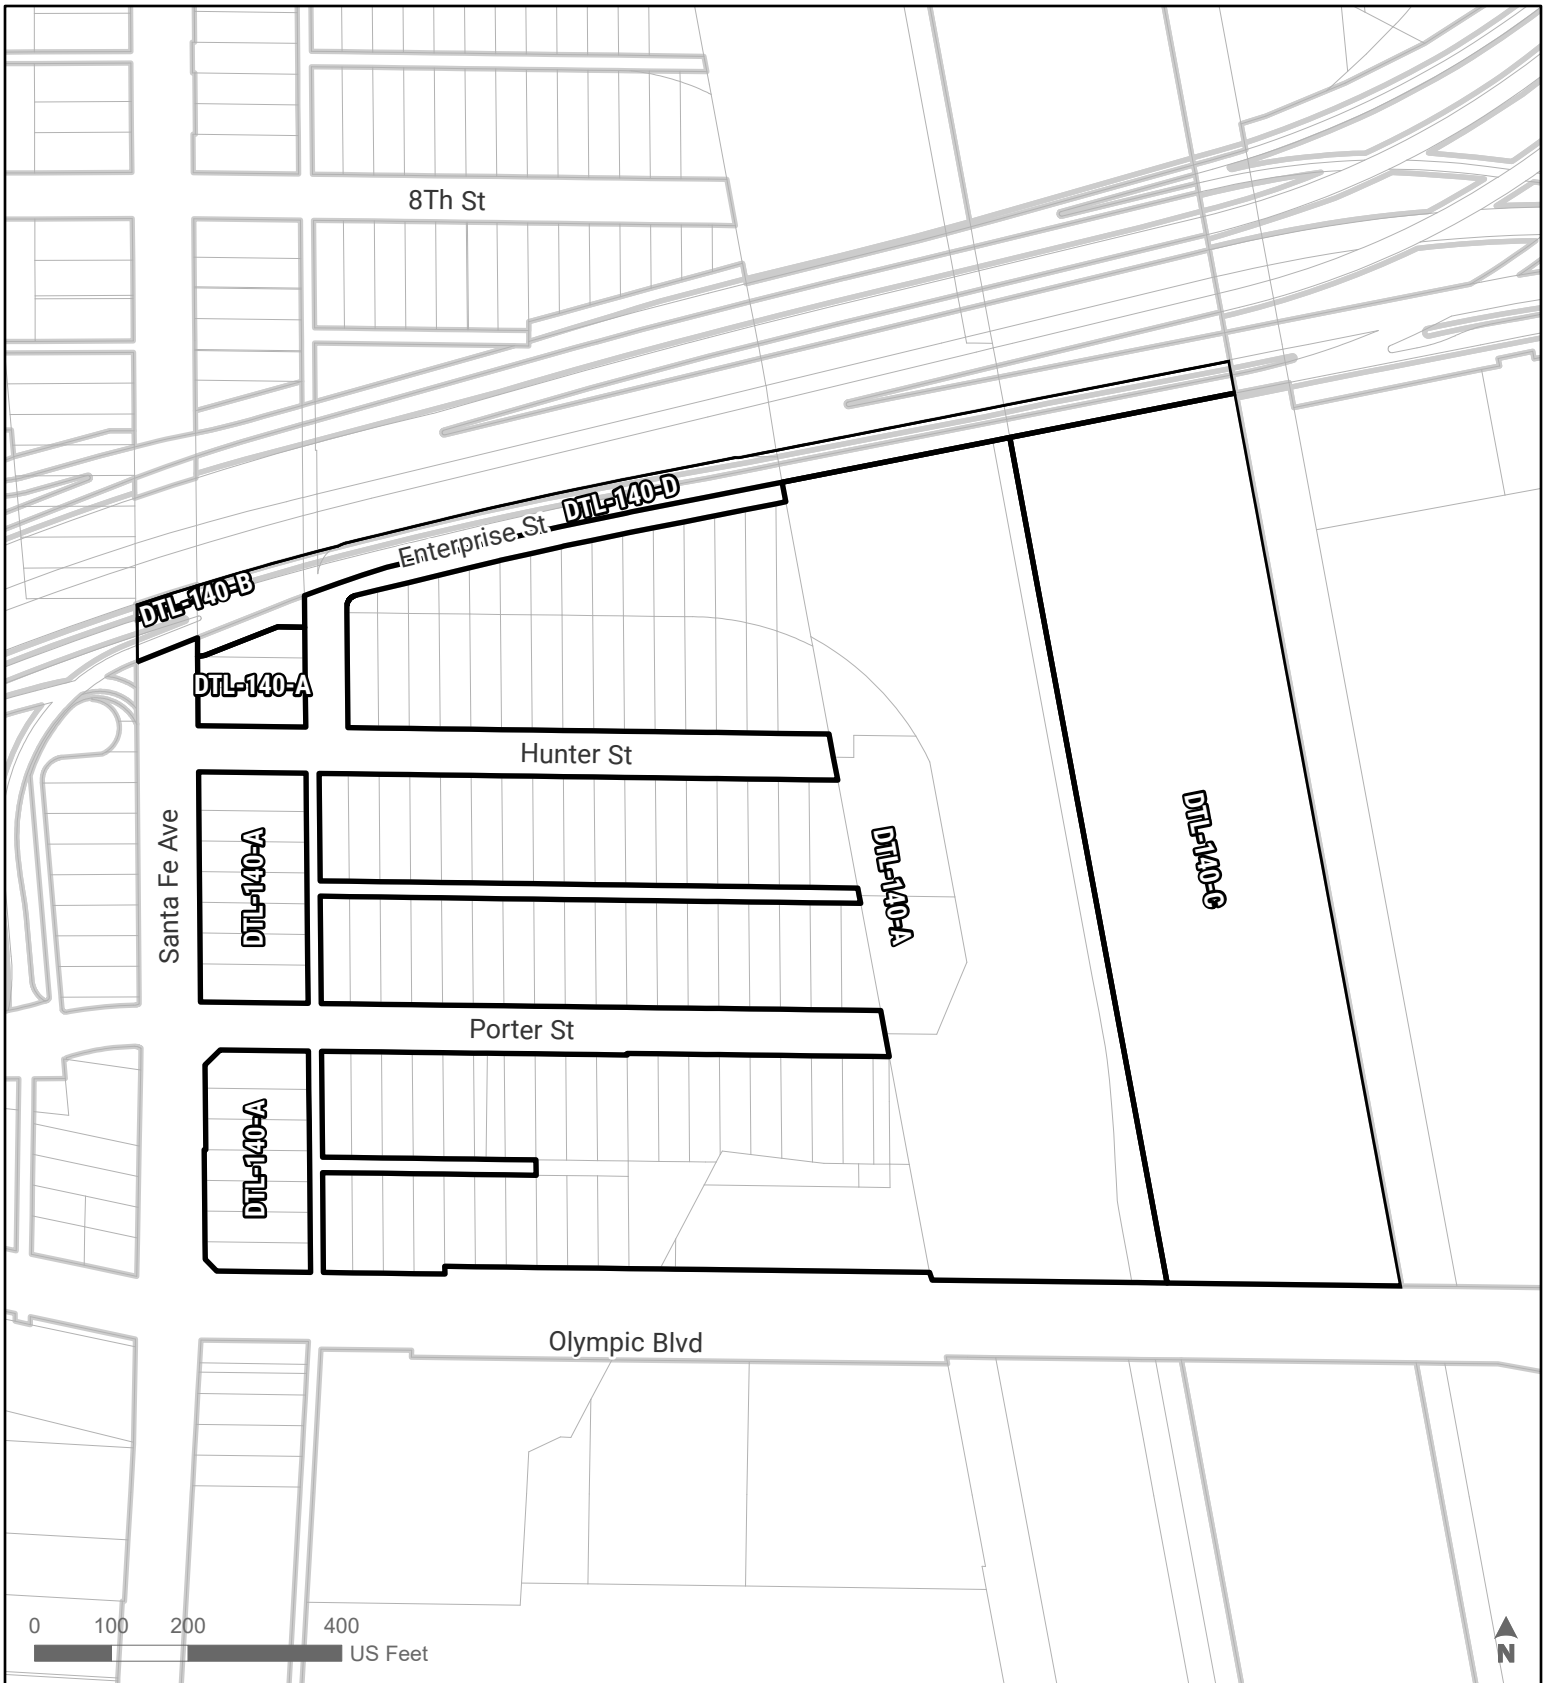 8Th St
DTL-140-D
Enterprise St
DTL-140-B
DTL-140-A
Hunter St
Santa Fe Ave
DTL-140-A
DTL-140-A
DTL-140-C
Porter St
DTL-140-A
Olympic Blvd
0 100 200 400
US Feet
N